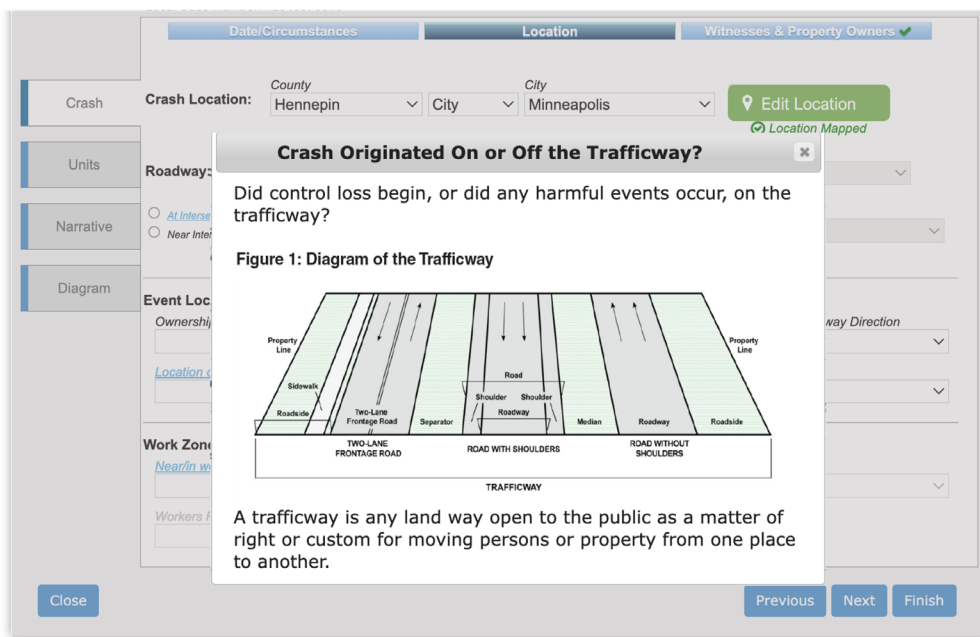 Date/Circumstances
Location
Witnesses & Property Owners
Crash
Units
Narrative
Diagram
Crash Location:
County
Hennepin
City
City
Minneapolis
Edit Location
Location Mapped
Roadway:
At Interse
Near Inter
Event Loc
Ownership
way Direction
Location
Work Zon
Near/in w
Workers
Crash Originated On or Off the Trafficway?
Did control loss begin, or did any harmful events occur, on the
trafficway?
Figure 1: Diagram of the Trafficway
Property
Line
Sidewalk
Roadside
Two-Lane
Frontage Road
Separator
Road
Shoulder
Shoulder
Roadway
Median
Roadway
Roadside
Property
Line
TWO-LANE
FRONTAGE ROAD
ROAD WITH SHOULDERS
ROAD WITHOUT
SHOULDERS
TRAFFICWAY
A trafficway is any land way open to the public as a matter of
right or custom for moving persons or property from one place
to another.
Close
Previous
Next
Finish